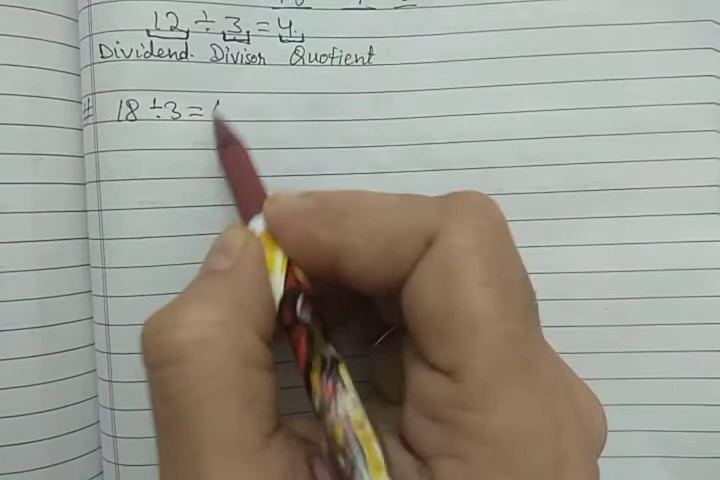 12 ÷ 3 = 4.
Dividend. Divisor Quotient
# 18 ÷ 3 =